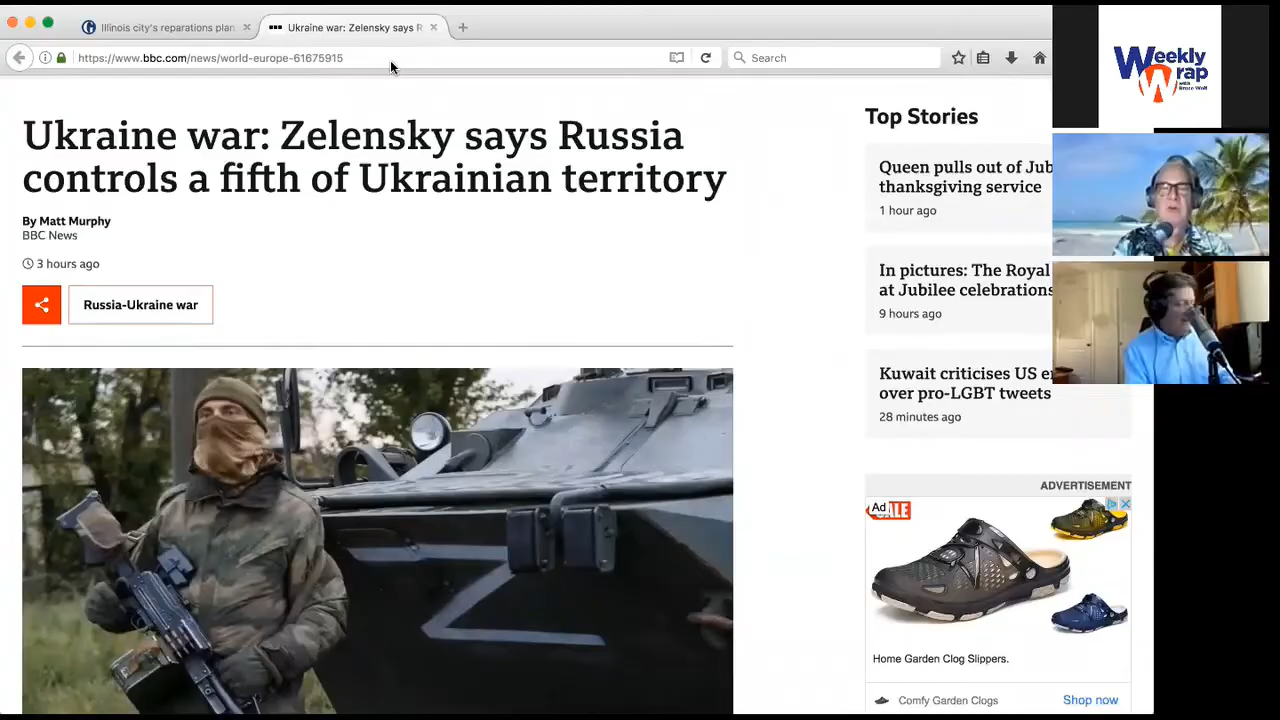 Illinois city's reparations plan
Ukraine war: Zelensky says R
https://www.bbc.com/news/world-europe-61675915
Search
Weekly
Wrap
with
Bruce Wolf
Ukraine war: Zelensky says Russia
controls a fifth of Ukrainian territory
By Matt Murphy
BBC News
3 hours ago
Russia-Ukraine war
Z
Top Stories
Queen pulls out of Jub
thanksgiving service
1 hour ago
In pictures: The Royal
at Jubilee celebrations
9 hours ago
Kuwait criticises US e
over pro-LGBT tweets
28 minutes ago
ADVERTISEMENT
Ad
ALE
Home Garden Clog Slippers.
Comfy Garden Clogs
Shop now